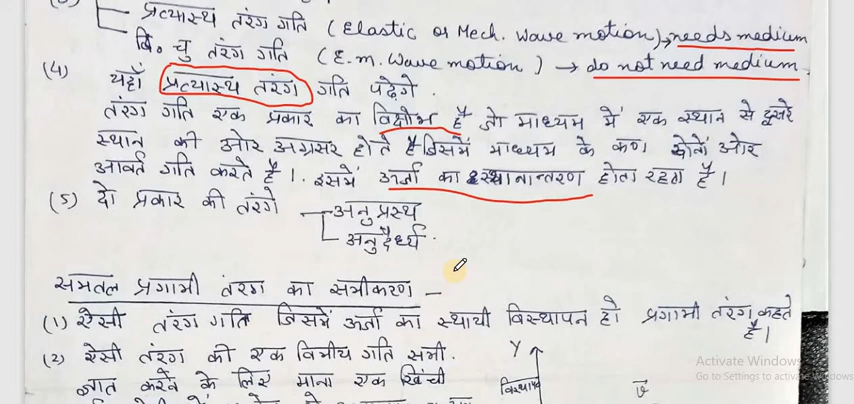 प्रत्यास्थ तरंग गति ( Elastic or Mech. Wave motion ) → needs medium
वि॰ चु तरंग गति ( E.m. Wave motion ) → do not need medium
(4) यहाँ प्रत्यास्थ तरंग गति पढ़ेगे.
तरंग गति एक प्रकार का विक्षोभ है जो माध्यम में एक स्थान से दूसरे
स्थान की ओर अग्रसर होते है जिसमें माध्यम के कण दोनों ओर
आवर्त गति करते है। इसमें ऊर्जा का स्थानान्तरण होता रहता है।
(5) दो प्रकार की तरंगे
अनुप्रस्थ
अनुदैर्ध्य.
समतल प्रगामी तरंग का समीकरण –
(1) ऐसी तरंग गति जिसमें ऊर्जा का स्थायी विस्थापन हो प्रगामी तरंग कहते
है।
(2) ऐसी तरंग की एक विमीय गति समी.
Y
ज्ञात करने के लिए माना एक खिंची
विस्थापन
v
Activate Windows
Go to Settings to activate Windows